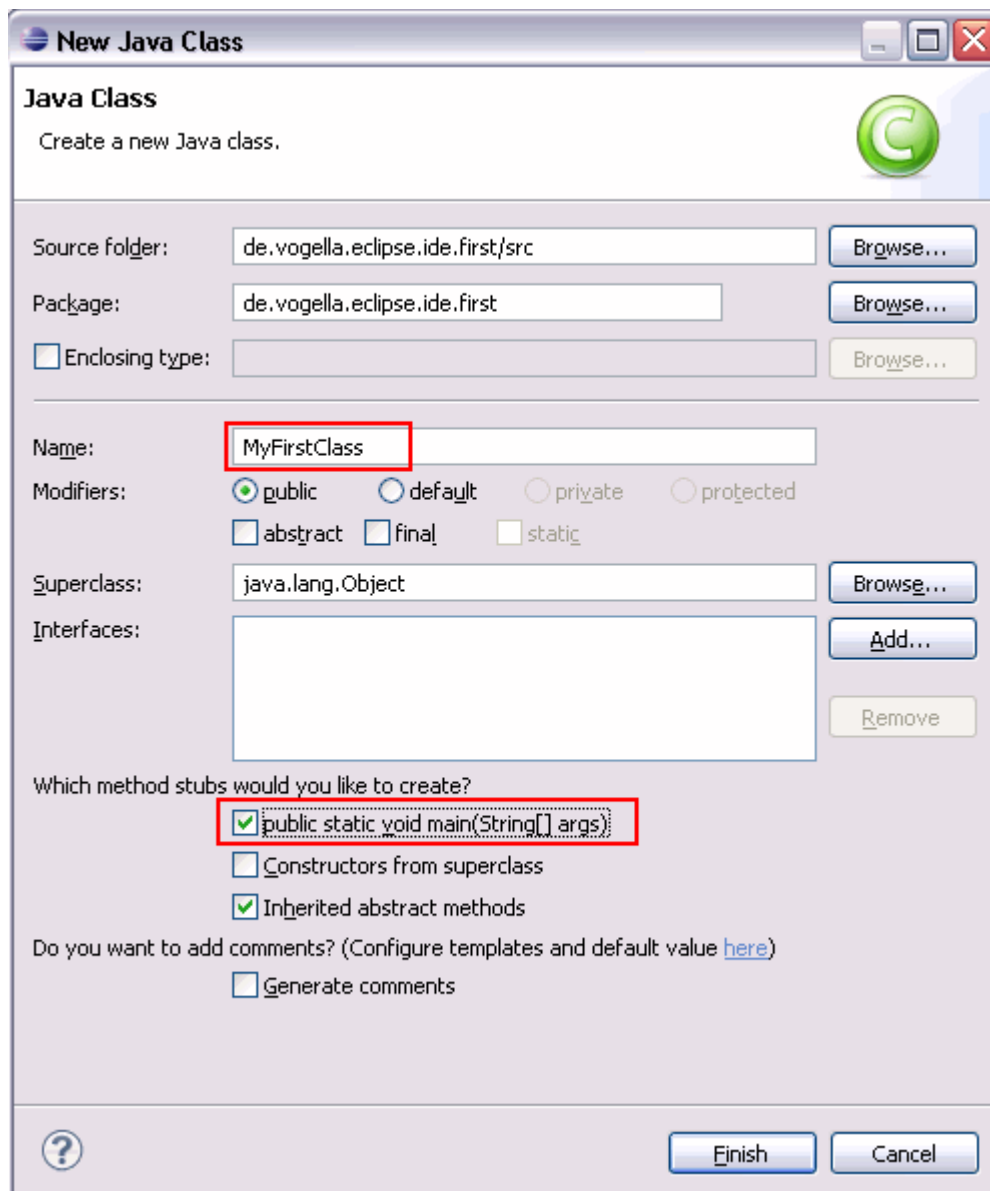 New Java Class
Java Class
Create a new Java class.
C
Source folder: de.vogella.eclipse.ide.first/src Browse...
Package: de.vogella.eclipse.ide.first Browse...
Enclosing type: Browse...
Name: MyFirstClass
Modifiers: public default private protected
abstract final static
Superclass: java.lang.Object Browse...
Interfaces: Add...
Remove
Which method stubs would you like to create?
public static void main(String[] args)
Constructors from superclass
Inherited abstract methods
Do you want to add comments? (Configure templates and default value here)
Generate comments
? Finish Cancel